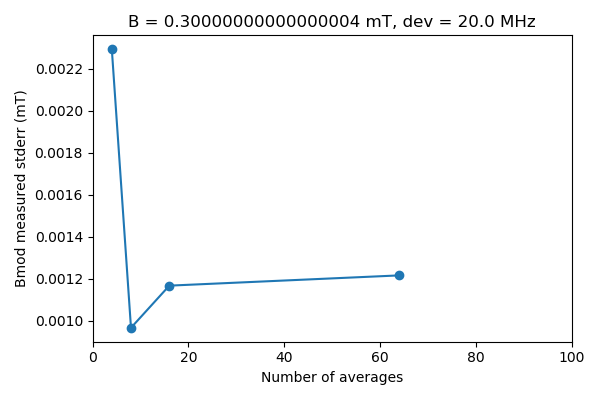 B = 0.30000000000000004 mT, dev = 20.0 MHz
Bmod measured stderr (mT)
0.0022
0.0020
0.0018
0.0016
0.0014
0.0012
0.0010
0 20 40 60 80 100
Number of averages